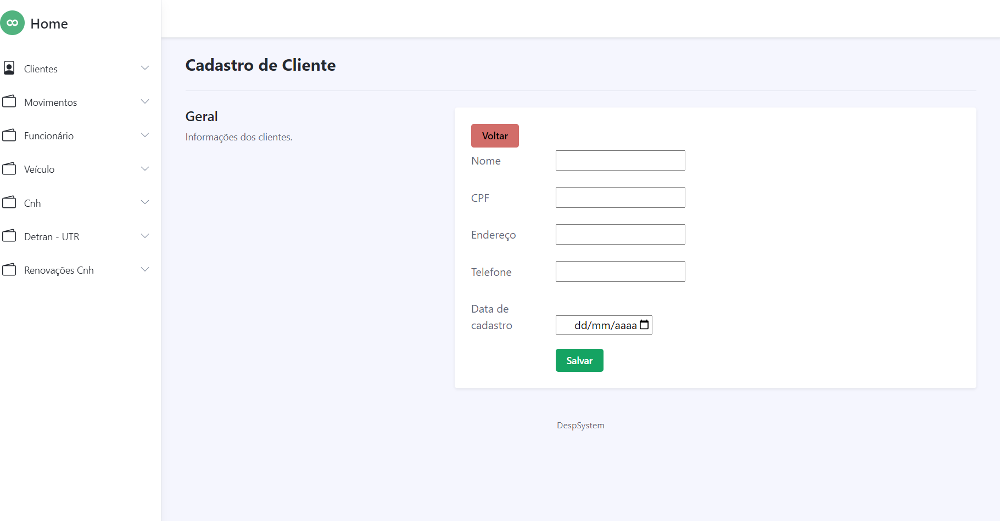 Home
Clientes
Movimentos
Funcionário
Veículo
Cnh
Detran - UTR
Renovações Cnh
Cadastro de Cliente
Geral
Informações dos clientes.
Voltar
Nome
CPF
Endereço
Telefone
Data de
cadastro
dd/mm/aaaa
Salvar
DespSystem